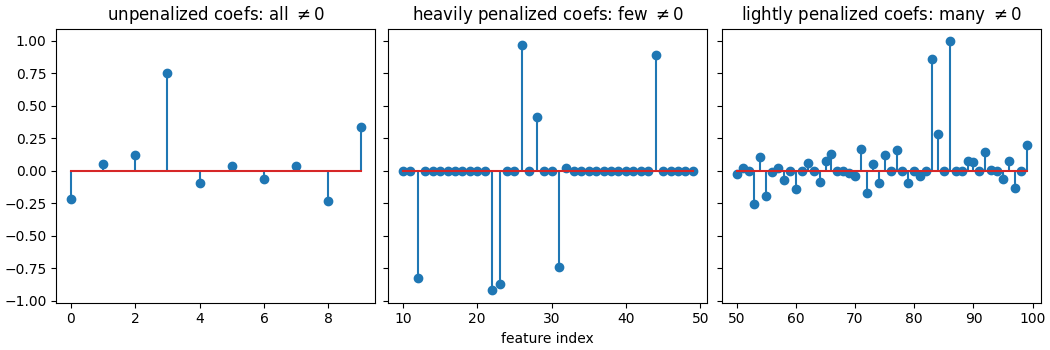 unpenalized coefs: all ≠0
heavily penalized coefs: few ≠0
lightly penalized coefs: many ≠0
1.00
0.75
0.50
0.25
0.00
−0.25
−0.50
−0.75
−1.00
0 2 4 6 8
10 20 30 40 50
50 60 70 80 90 100
feature index